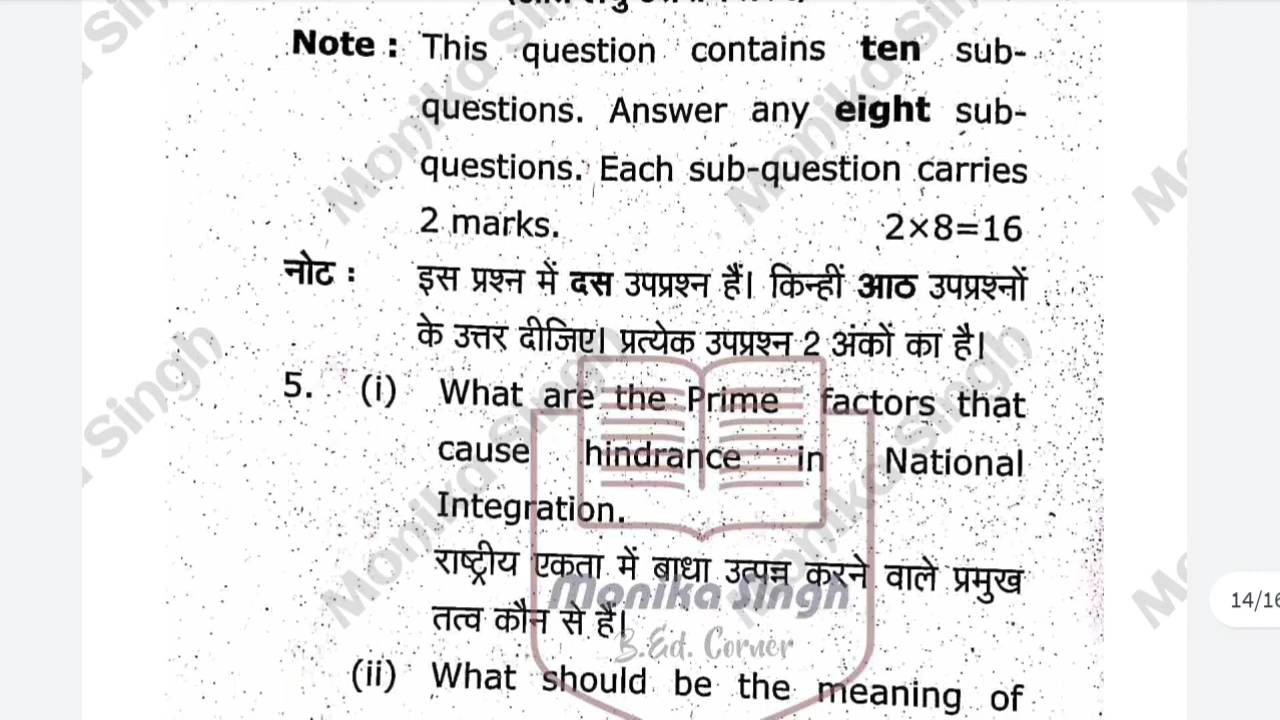 Note : This question contains ten sub-
questions. Answer any eight sub-
questions. Each sub-question carries
2 marks. 2×8=16
नोट : इस प्रश्न में दस उपप्रश्न हैं। किन्हीं आठ उपप्रश्नों
के उत्तर दीजिए। प्रत्येक उपप्रश्न 2 अंकों का है।
5. (i) What are the Prime factors that
cause hindrance in National
Integration.
राष्ट्रीय एकता में बाधा उत्पन्न करने वाले प्रमुख
तत्व कौन से हैं।
Monika Singh
B.Ed. Corner
14/16
(ii) What should be the meaning of